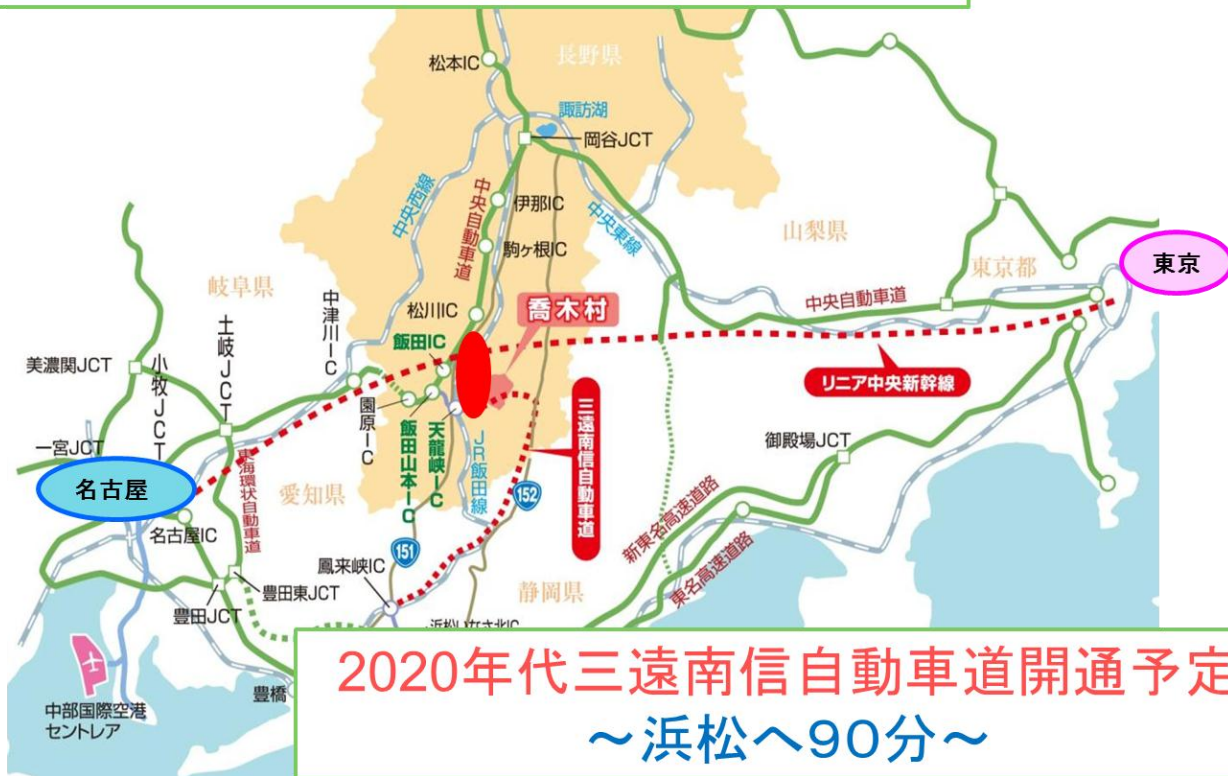 長野県
松本IC
諏訪湖
岡谷JCT
中央西線
中央自動車道
伊那IC
中央東線
駒ヶ根IC
山梨県
東京都
東京
岐阜県
中津川IC
松川IC
喬木村
中央自動車道
土岐JCT
飯田IC
美濃関JCT
小牧JCT
リニア中央新幹線
園原IC
飯田山本IC
天龍峡IC
JR飯田線
三遠南信自動車道
一宮JCT
御殿場JCT
名古屋
愛知県
東海環状自動車道
152
新東名高速道路
名古屋IC
151
鳳来峡IC
静岡県
東名高速道路
豊田東JCT
豊田JCT
豊橋
中部国際空港
セントレア
2020年代三遠南信自動車道開通予定
～浜松へ90分～